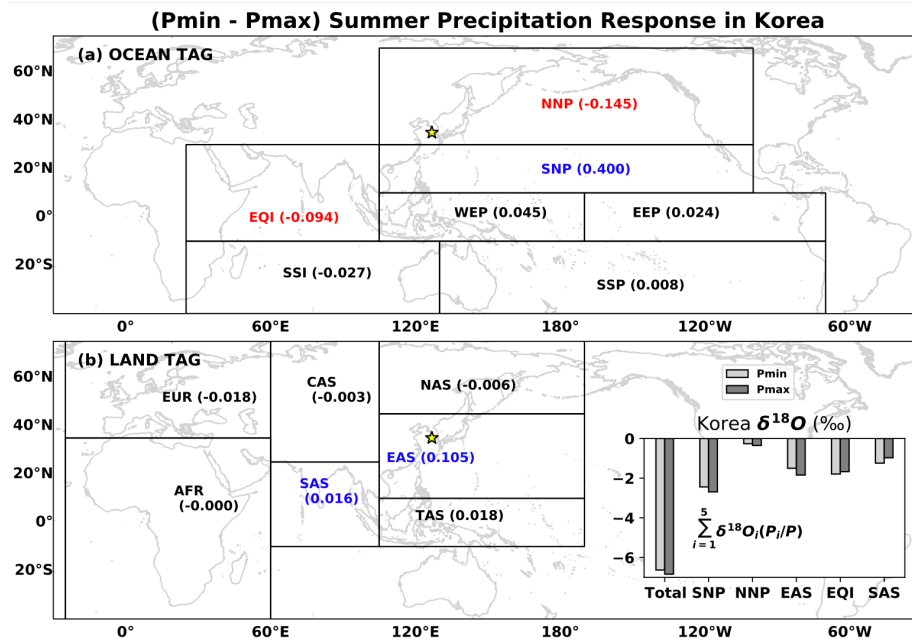 (Pmin - Pmax) Summer Precipitation Response in Korea
(a) OCEAN TAG
60°N
40°N
20°N
0°
20°S
NNP (-0.145)
SNP (0.400)
EQI (-0.094)
WEP (0.045)
EEP (0.024)
SSI (-0.027)
SSP (0.008)
0°
60°E
120°E
180°
120°W
60°W
(b) LAND TAG
60°N
40°N
20°N
0°
20°S
EUR (-0.018)
CAS
(-0.003)
NAS (-0.006)
EAS (0.105)
SAS
(0.016)
AFR
(-0.000)
TAS (0.018)
Pmin
Pmax
Korea δ¹⁸O (‰)
0
−2
−4
−6
5
∑ δ¹⁸Oᵢ(Pᵢ/P)
i = 1
Total SNP NNP EAS EQI SAS
0°
60°E
120°E
180°
120°W
60°W